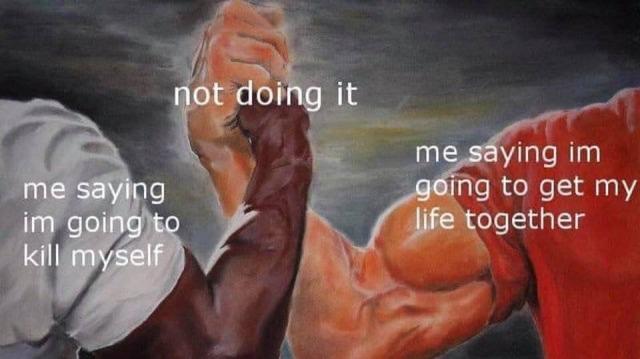 not doing it
me saying
im going to
kill myself
me saying im
going to get my
life together